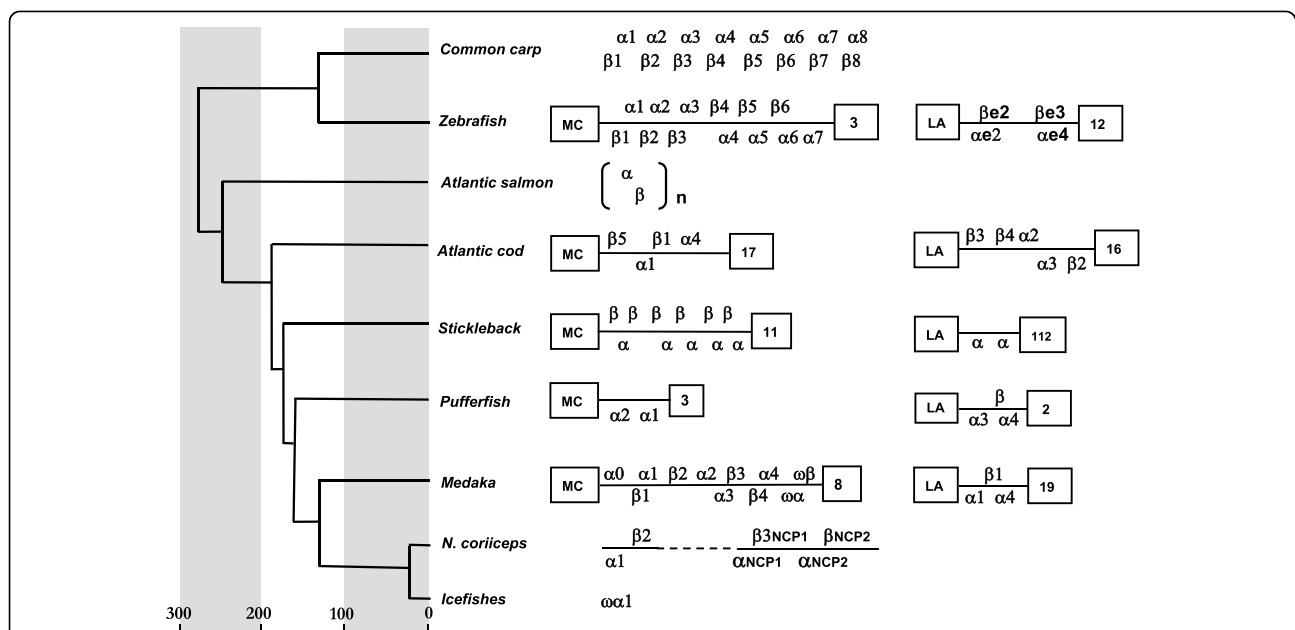 Common carp
α1 α2 α3 α4 α5 α6 α7 α8
β1 β2 β3 β4 β5 β6 β7 β8
Zebrafish
MC
α1 α2 α3 β4 β5 β6
β1 β2 β3 α4 α5 α6 α7
3
LA
βe2 βe3
αe2 αe4
12
Atlantic salmon
α
β
n
Atlantic cod
MC
β5 β1 α4
α1
17
LA
β3 β4 α2
α3 β2
16
Stickleback
MC
β β β β β β
α α α α α
11
LA
α α
112
Pufferfish
MC
α2 α1
3
LA
β
α3 α4
2
Medaka
MC
α0 α1 β2 α2 β3 α4 ωβ
β1 α3 β4 ωα
8
LA
β1
α1 α4
19
N. coriiceps
β2
α1
β3NCP1 βNCP2
αNCP1 αNCP2
Icefishes
ωα1
300 200 100 0